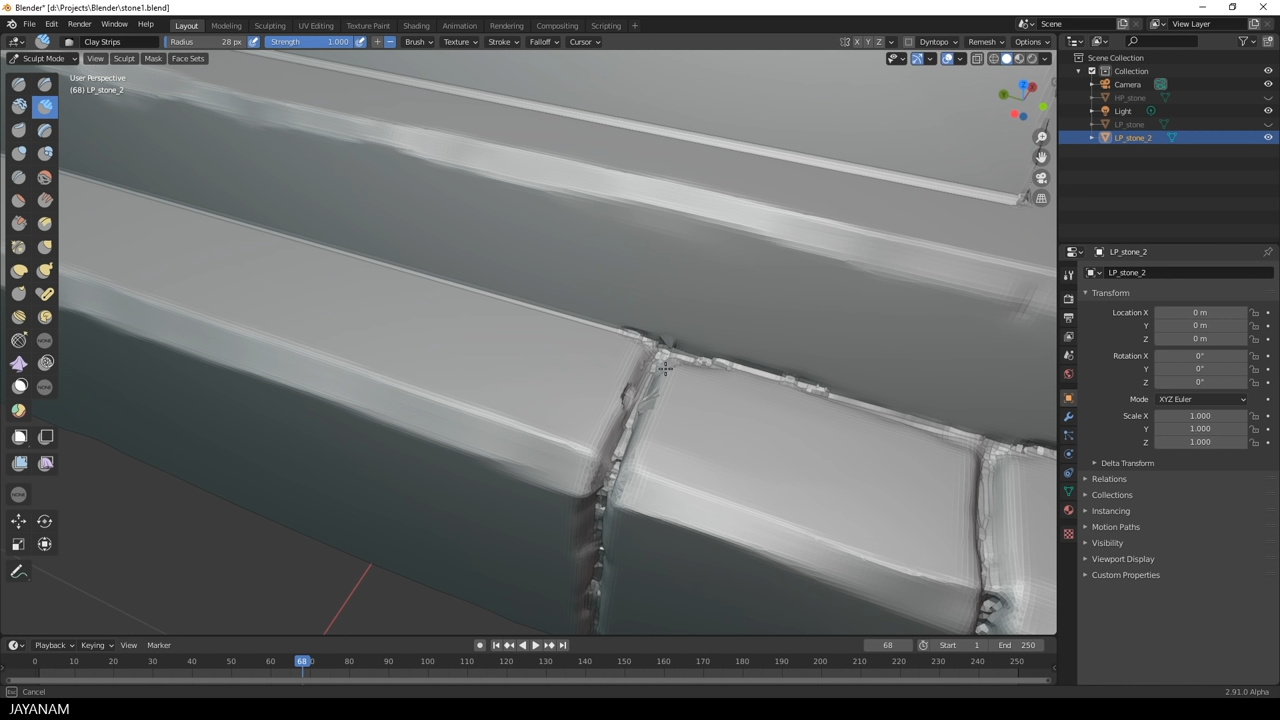 Blender* [d:\Projects\Blender\stone1.blend]
File Edit Render Window Help Layout Modeling Sculpting UV Editing Texture Paint Shading Animation Rendering Compositing Scripting + Scene View Layer
Clay Strips Radius 28 px Strength 1.000 Brush Texture Stroke Falloff Cursor X Y Z Dyntopo Remesh Options
Sculpt Mode View Sculpt Mask Face Sets
User Perspective
(68) LP_stone_2
Scene Collection
Collection
Camera
HP_stone
Light
LP_stone
LP_stone_2
LP_stone_2
LP_stone_2
Transform
Location X 0 m
Y 0 m
Z 0 m
Rotation X 0°
Y 0°
Z 0°
Mode XYZ Euler
Scale X 1.000
Y 1.000
Z 1.000
Delta Transform
Relations
Collections
Instancing
Motion Paths
Visibility
Viewport Display
Custom Properties
NONE
NONE
NONE
Playback Keying View Marker 68 Start 1 End 250
0 10 20 30 40 50 60 68 70 80 90 100 110 120 130 140 150 160 170 180 190 200 210 220 230 240 250
Esc Cancel 2.91.0 Alpha
JAYANAM